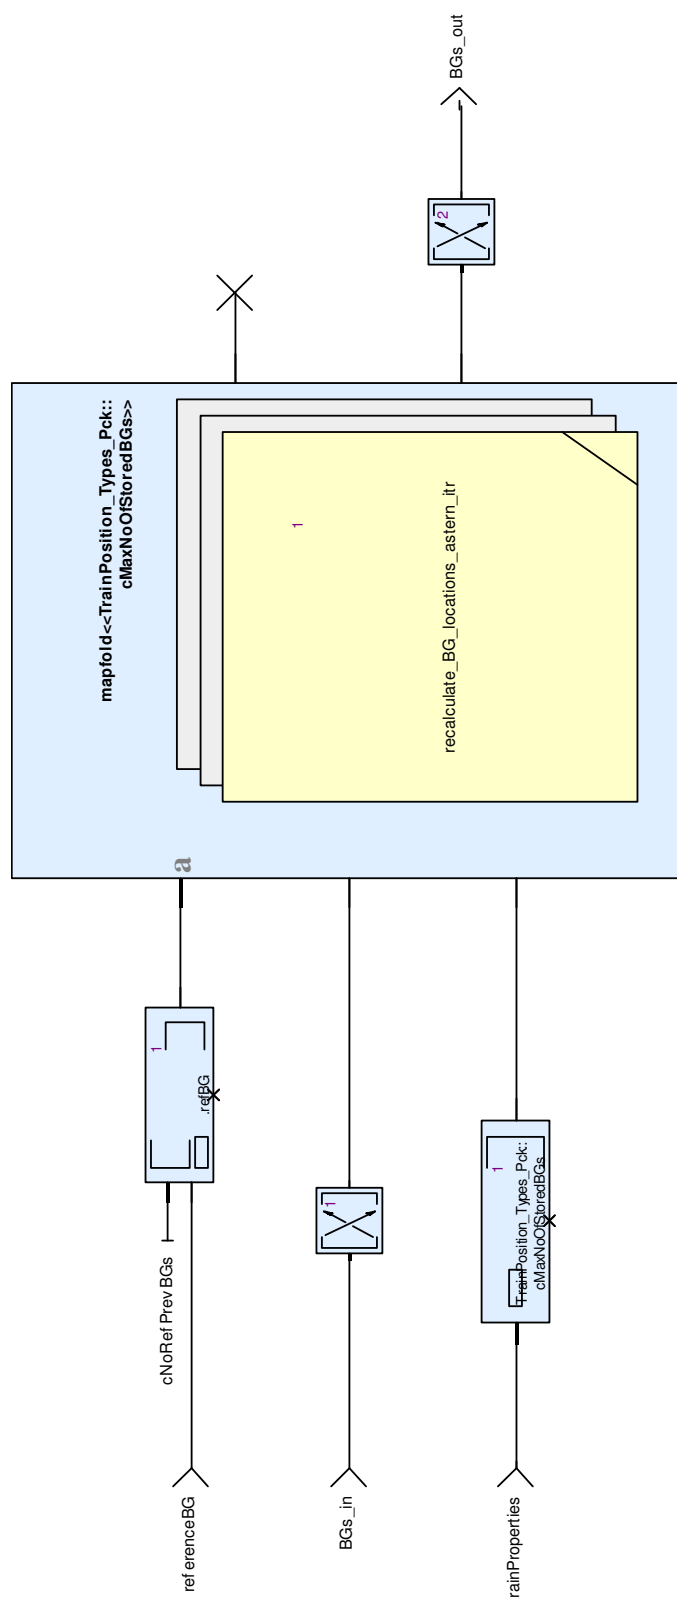 BGs_out
mapfold<<TrainPosition_Types_Pck::
cMaxNoOfStoredBGs>>
1
recalculate_BG_locations_astern_itr
2
a
1
.refBG
cNoRef Prev BGs
ref erenceBG
1
BGs_in
1
TrainPosition_Types_Pck::
cMaxNoOfStoredBGs
rainProperties